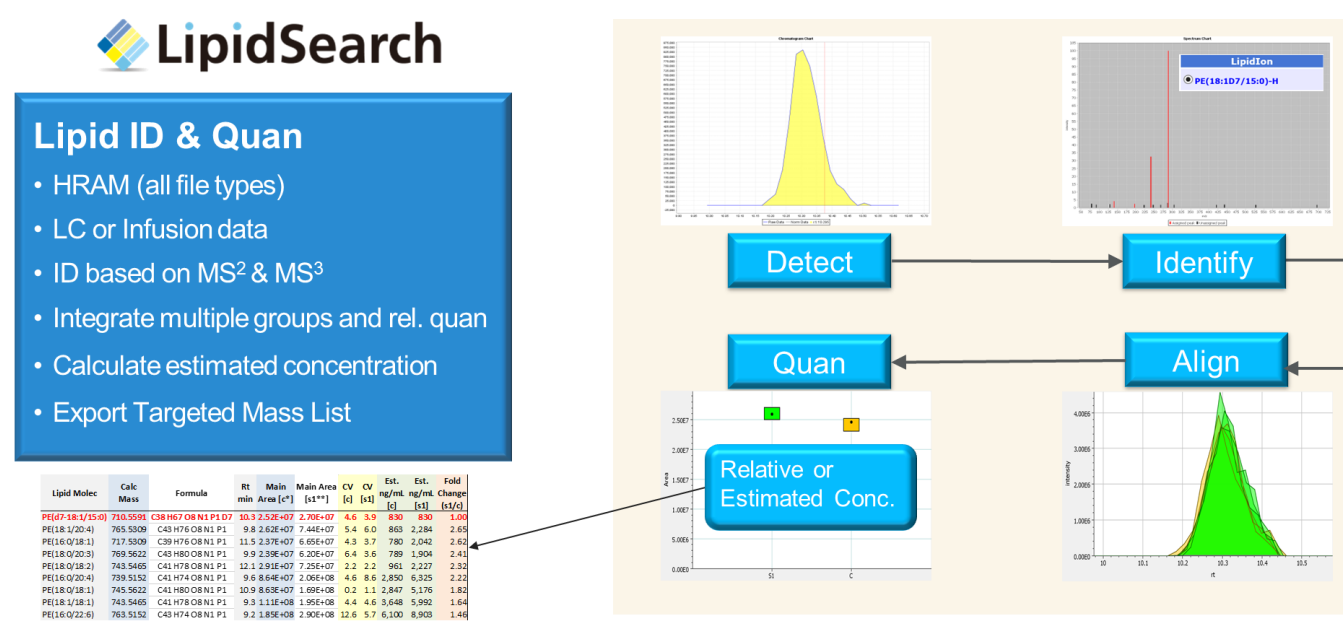 LipidSearch
Lipid ID & Quan
• HRAM (all file types)
• LC or Infusion data
• ID based on MS² & MS³
• Integrate multiple groups and rel. quan
• Calculate estimated concentration
• Export Targeted Mass List
Chromatogram Chart
Spectrum Chart
LipidIon
PE(18:1D7/15:0)-H
Detect
Identify
Quan
Align
2.50E7
2.00E7
1.50E7
1.00E7
5.00E6
0.00E0
Area
S1 C
Relative or
Estimated Conc.
4.00E6
3.00E6
2.00E6
1.00E6
0.00E0
intensity
10 10.1 10.2 10.3 10.4 10.5
rt
Lipid Molec Calc Mass Formula Rt min Main Area [c*] Main Area [s1**] CV [c] CV [s1] Est. ng/mL [c] Est. ng/mL [s1] Fold Change (s1/c)
PE(d7-18:1/15:0) 710.5591 C38 H67 O8 N1 P1 D7 10.3 2.52E+07 2.70E+07 4.6 3.9 830 830 1.00
PE(18:1/20:4) 765.5309 C43 H76 O8 N1 P1 9.8 2.62E+07 7.44E+07 5.4 6.0 863 2,284 2.65
PE(16:0/18:1) 717.5309 C39 H76 O8 N1 P1 11.5 2.37E+07 6.65E+07 4.3 3.7 780 2,042 2.62
PE(18:0/20:3) 769.5622 C43 H80 O8 N1 P1 9.9 2.39E+07 6.20E+07 6.4 3.6 789 1,904 2.41
PE(18:0/18:2) 743.5465 C41 H78 O8 N1 P1 12.1 2.91E+07 7.25E+07 2.2 2.2 961 2,227 2.32
PE(16:0/20:4) 739.5152 C41 H74 O8 N1 P1 9.6 8.64E+07 2.06E+08 4.6 8.6 2,850 6,325 2.22
PE(18:0/18:1) 745.5622 C41 H80 O8 N1 P1 10.9 8.63E+07 1.69E+08 0.2 1.1 2,847 5,176 1.82
PE(18:1/18:1) 743.5465 C41 H78 O8 N1 P1 9.3 1.11E+08 1.95E+08 4.4 4.6 3,648 5,992 1.64
PE(16:0/22:6) 763.5152 C43 H74 O8 N1 P1 9.2 1.85E+08 2.90E+08 12.6 5.7 6,100 8,903 1.46